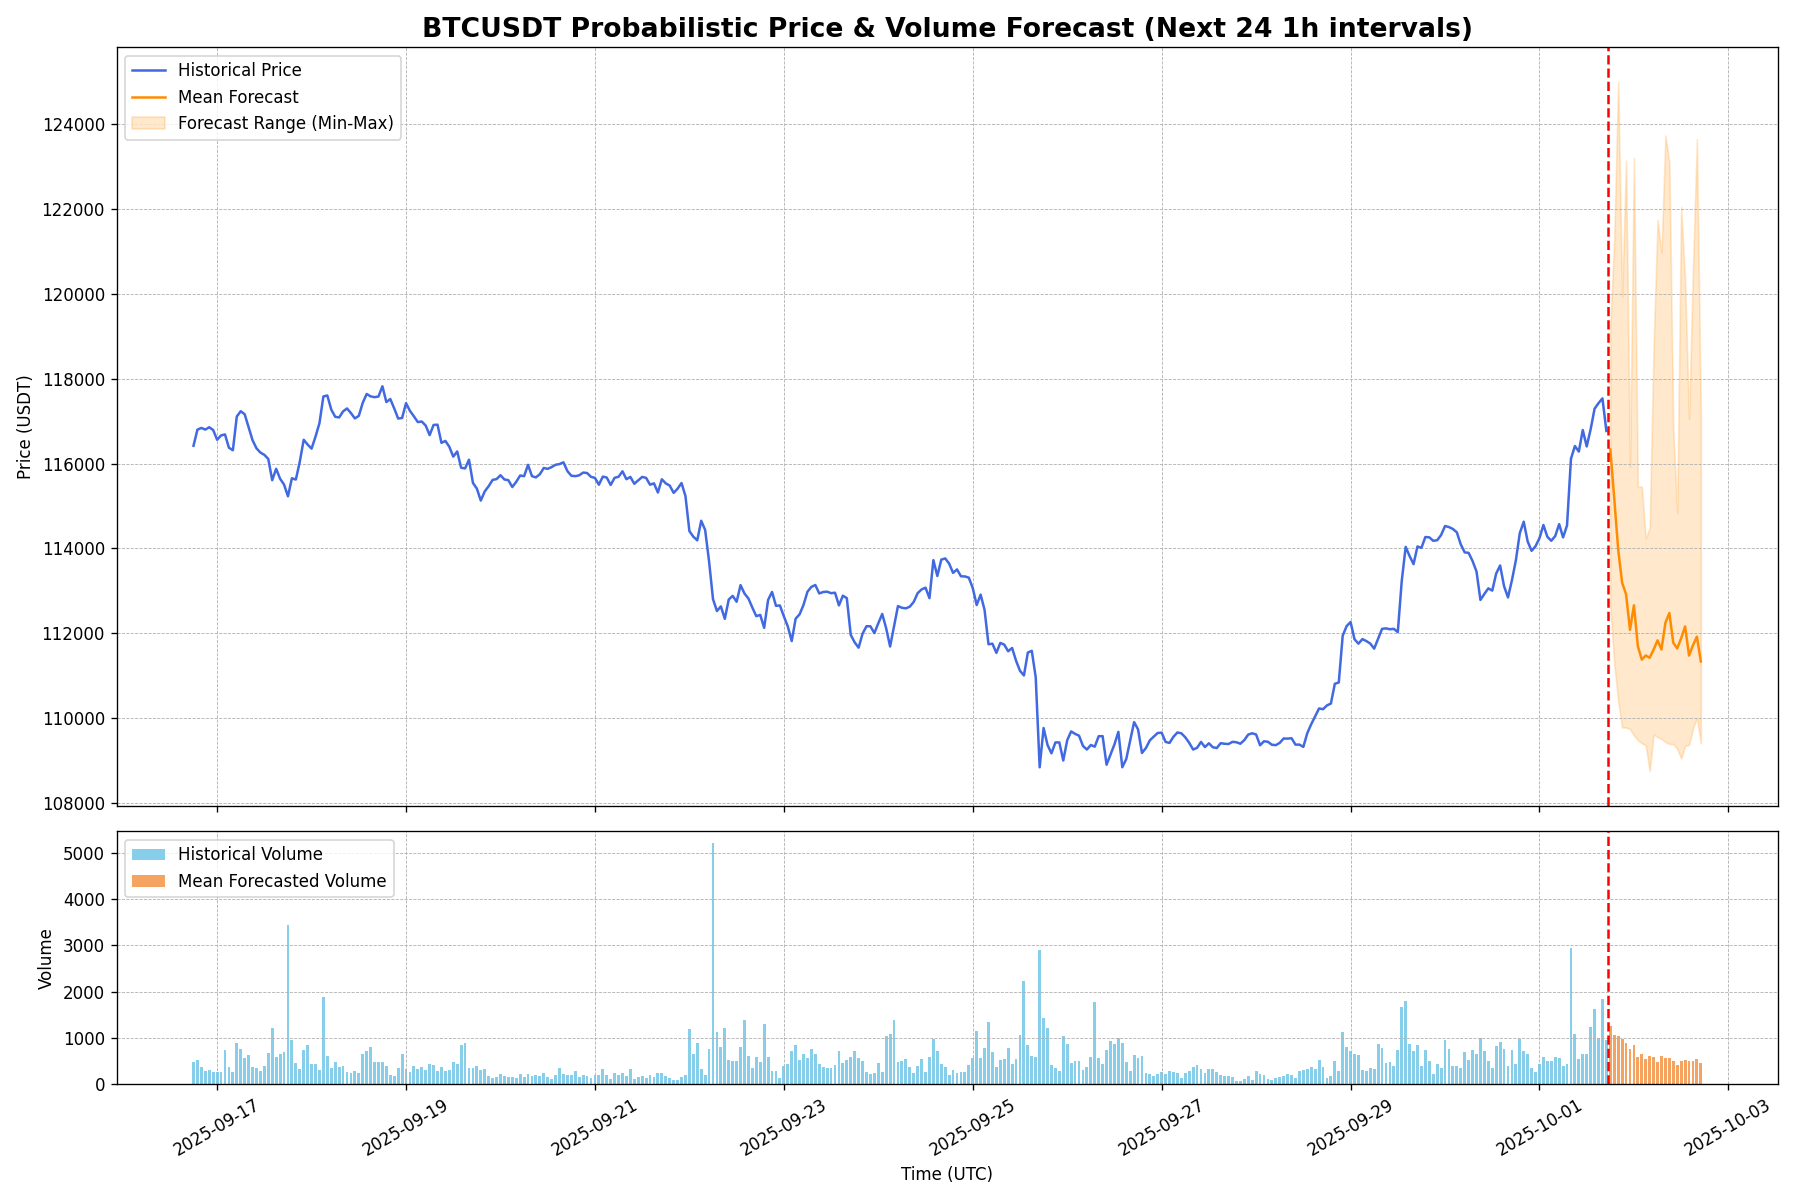 BTCUSDT Probabilistic Price & Volume Forecast (Next 24 1h intervals)
Historical Price
Mean Forecast
Forecast Range (Min-Max)
Price (USDT)
124000
122000
120000
118000
116000
114000
112000
110000
108000
Historical Volume
Mean Forecasted Volume
Volume
5000
4000
3000
2000
1000
0
2025-09-17
2025-09-19
2025-09-21
2025-09-23
2025-09-25
2025-09-27
2025-09-29
2025-10-01
2025-10-03
Time (UTC)